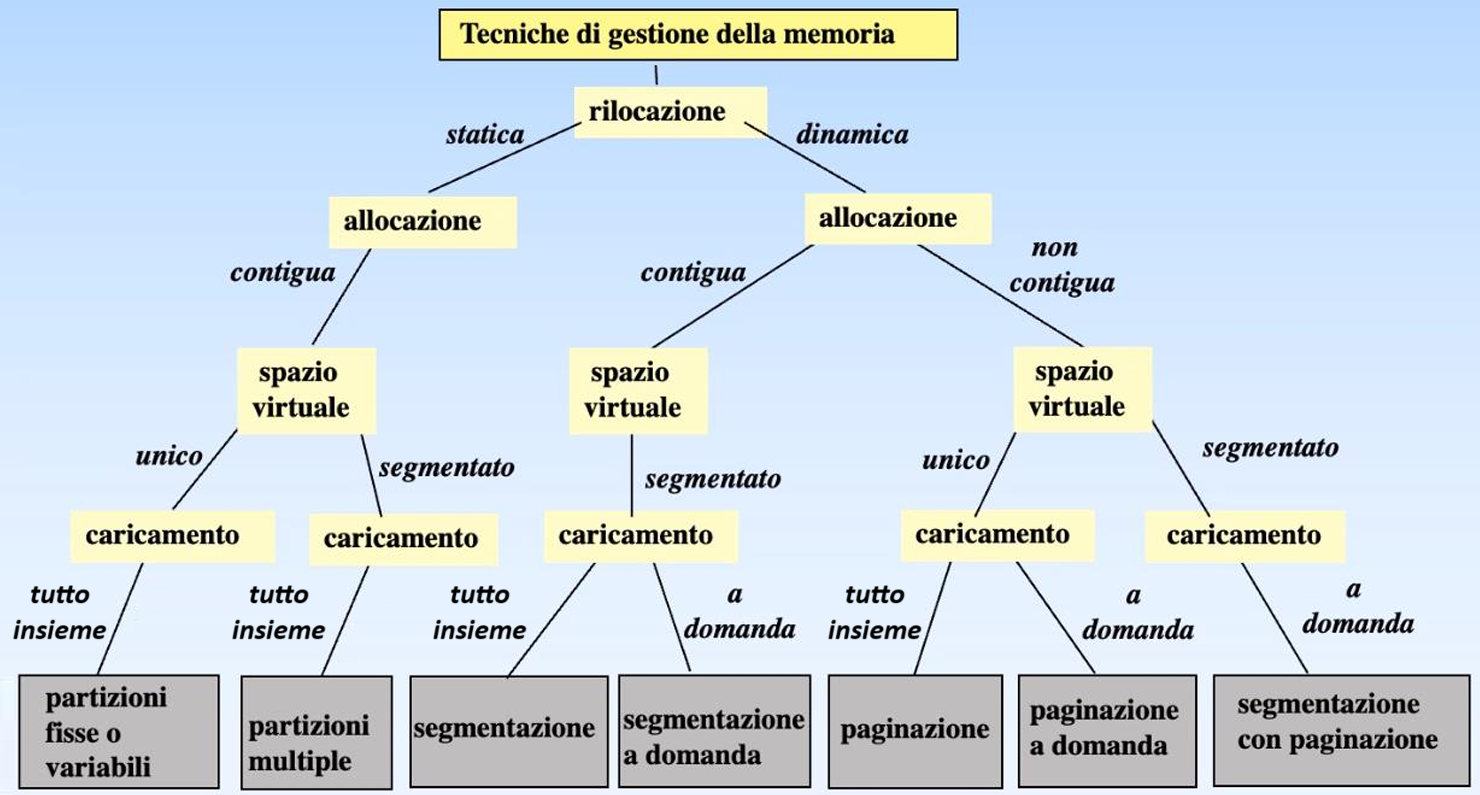 Tecniche di gestione della memoria
rilocazione
statica
dinamica
allocazione
allocazione
contigua
contigua
non
contigua
spazio
virtuale
spazio
virtuale
spazio
virtuale
unico
segmentato
segmentato
unico
segmentato
caricamento
caricamento
caricamento
caricamento
caricamento
tutto
insieme
tutto
insieme
tutto
insieme
a
domanda
tutto
insieme
a
domanda
a
domanda
partizioni
fisse o
variabili
partizioni
multiple
segmentazione
segmentazione
a domanda
paginazione
paginazione
a domanda
segmentazione
con paginazione